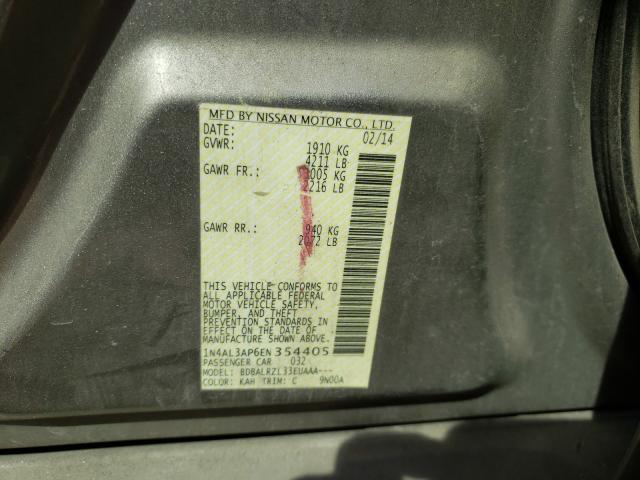 MFD BY NISSAN MOTOR CO., LTD.
DATE: 02/14
GVWR: 1910 KG
4211 LB
GAWR FR.: 1005 KG
2216 LB
GAWR RR.: 940 KG
2072 LB
THIS VEHICLE CONFORMS TO
ALL APPLICABLE FEDERAL
MOTOR VEHICLE SAFETY,
BUMPER, AND THEFT
PREVENTION STANDARDS IN
EFFECT ON THE DATE OF
MANUFACTURE SHOWN ABOVE.
1N4AL3AP6EN354405
PASSENGER CAR 032
MODEL: BDBALRZL33EUAAA---
COLOR: KAH TRIM: C 9N00A